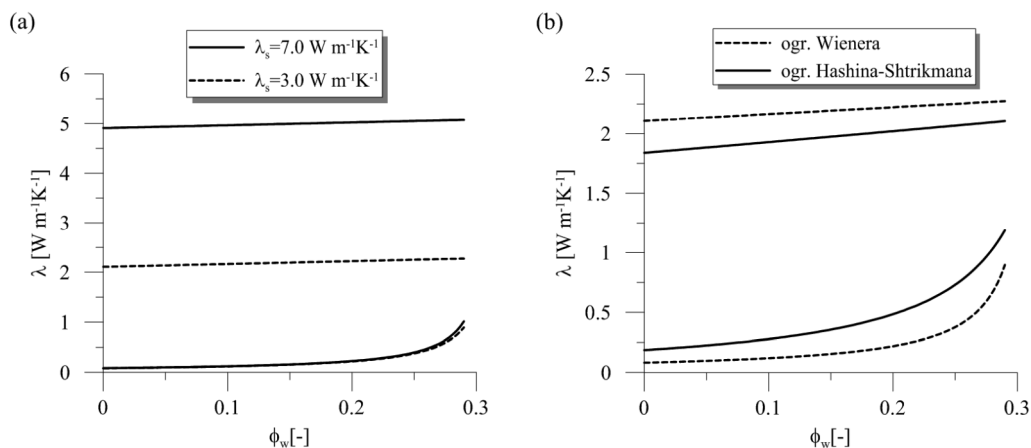 (a)
λs=7.0 W m-1K-1
λs=3.0 W m-1K-1
6
5
4
3
2
1
0
λ [W m-1K-1]
0
0.1
0.2
0.3
ϕw[-]
(b)
ogr. Wienera
ogr. Hashina-Shtrikmana
2.5
2
1.5
1
0.5
0
λ [W m-1K-1]
0
0.1
0.2
0.3
ϕw[-]